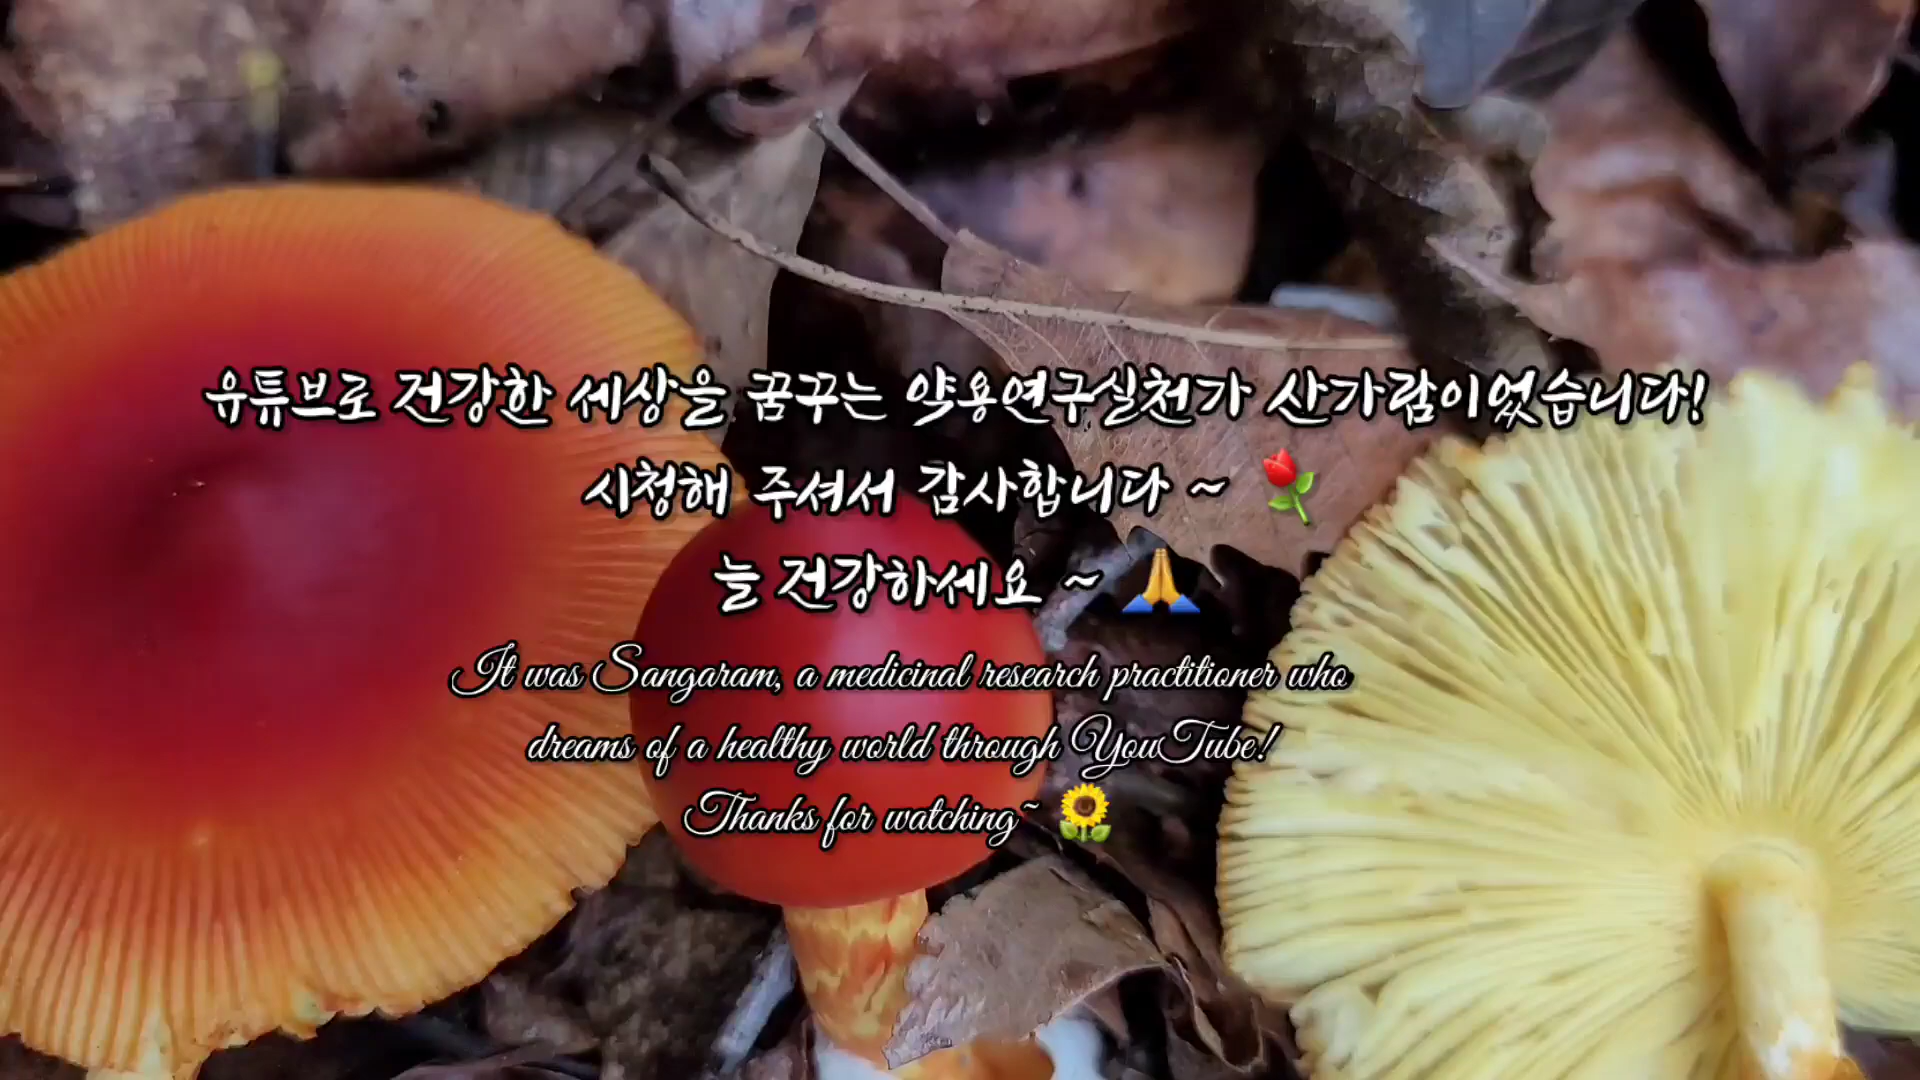 유튜브로 건강한 세상을 꿈꾸는 약용연구실천가 산가람이었습니다!
시청해 주셔서 감사합니다 ~ 🌹
늘 건강하세요 ~ 🙏
It was Sangaram, a medicinal research practitioner who
dreams of a healthy world through YouTube!
Thanks for watching~ 🌻